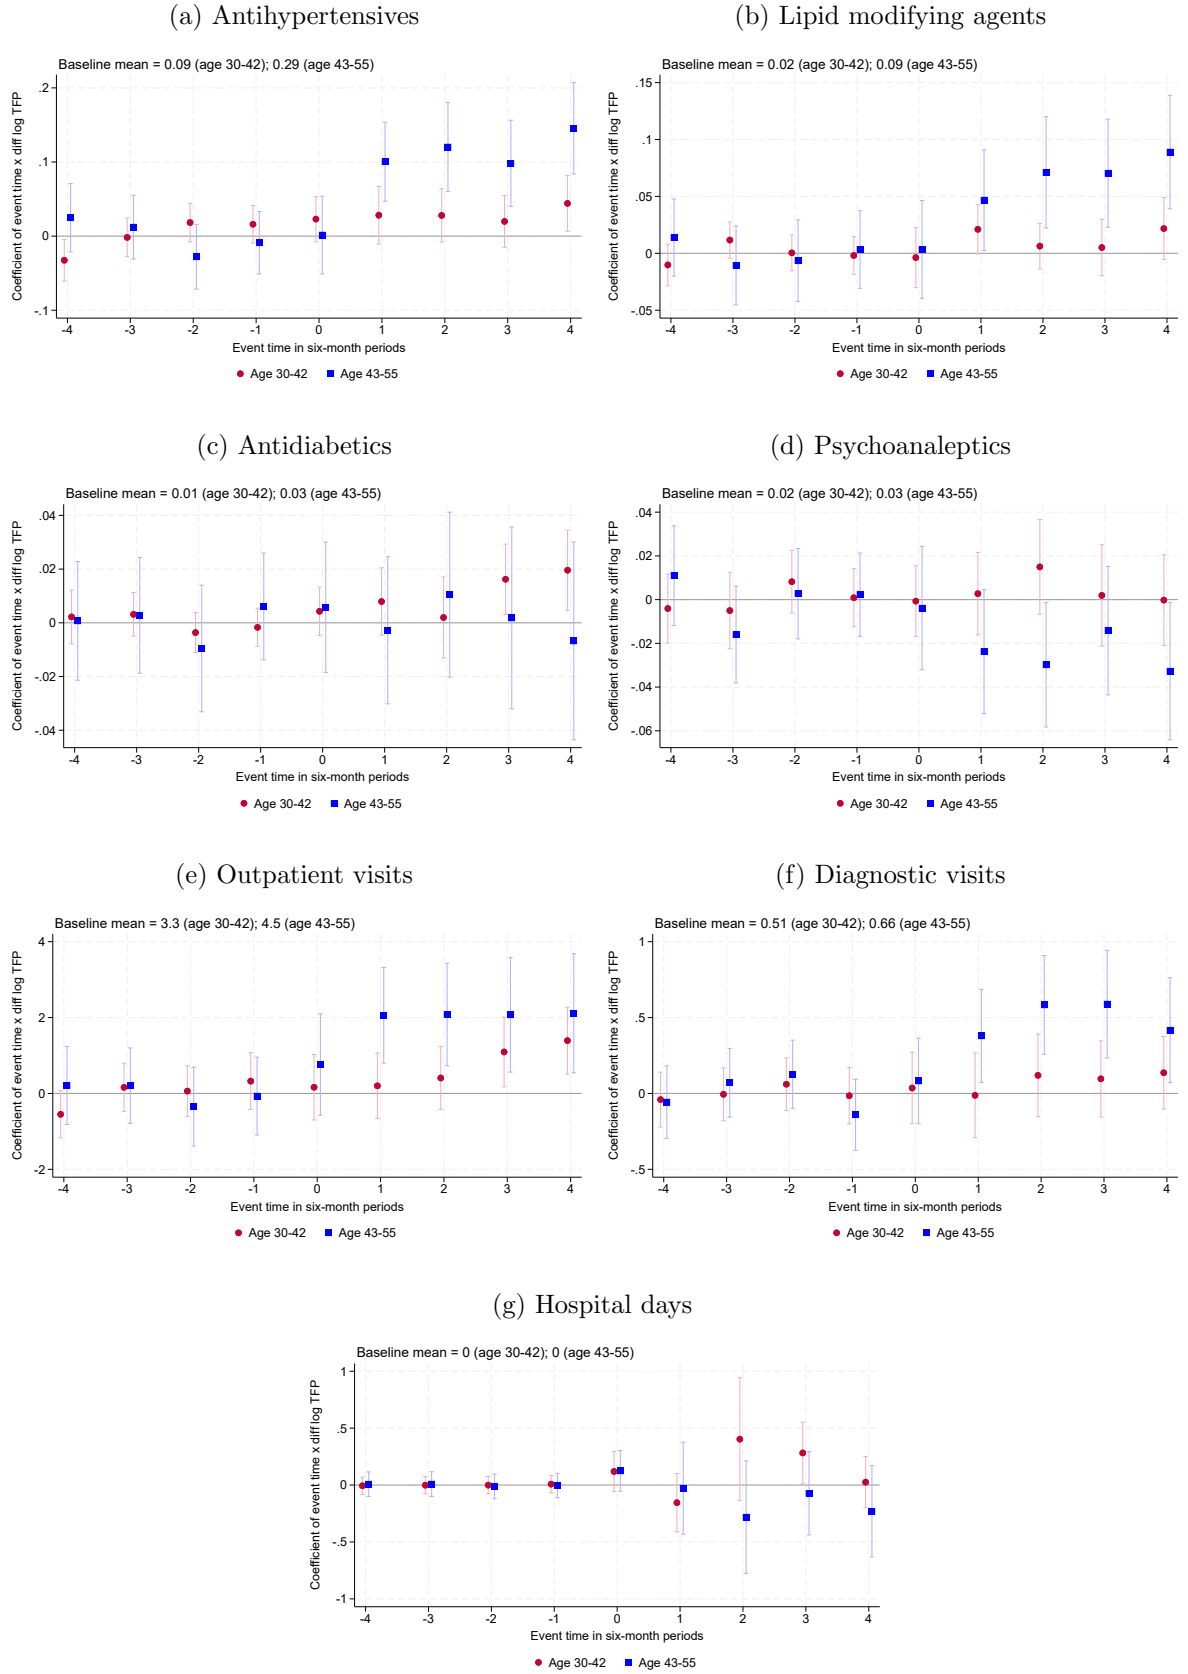 (a) Antihypertensives
Baseline mean = 0.09 (age 30-42); 0.29 (age 43-55)
Coefficient of event time x diff log TFP
.2
.1
0
-.1
-4 -3 -2 -1 0 1 2 3 4
Event time in six-month periods
Age 30-42 Age 43-55
(b) Lipid modifying agents
Baseline mean = 0.02 (age 30-42); 0.09 (age 43-55)
Coefficient of event time x diff log TFP
.15
.1
.05
0
-.05
-4 -3 -2 -1 0 1 2 3 4
Event time in six-month periods
Age 30-42 Age 43-55
(c) Antidiabetics
Baseline mean = 0.01 (age 30-42); 0.03 (age 43-55)
Coefficient of event time x diff log TFP
.04
.02
0
-.02
-.04
-4 -3 -2 -1 0 1 2 3 4
Event time in six-month periods
Age 30-42 Age 43-55
(d) Psychoanaleptics
Baseline mean = 0.02 (age 30-42); 0.03 (age 43-55)
Coefficient of event time x diff log TFP
.04
.02
0
-.02
-.04
-.06
-4 -3 -2 -1 0 1 2 3 4
Event time in six-month periods
Age 30-42 Age 43-55
(e) Outpatient visits
Baseline mean = 3.3 (age 30-42); 4.5 (age 43-55)
Coefficient of event time x diff log TFP
4
2
0
-2
-4 -3 -2 -1 0 1 2 3 4
Event time in six-month periods
Age 30-42 Age 43-55
(f) Diagnostic visits
Baseline mean = 0.51 (age 30-42); 0.66 (age 43-55)
Coefficient of event time x diff log TFP
1
.5
0
-.5
-4 -3 -2 -1 0 1 2 3 4
Event time in six-month periods
Age 30-42 Age 43-55
(g) Hospital days
Baseline mean = 0 (age 30-42); 0 (age 43-55)
Coefficient of event time x diff log TFP
1
.5
0
-.5
-1
-4 -3 -2 -1 0 1 2 3 4
Event time in six-month periods
Age 30-42 Age 43-55